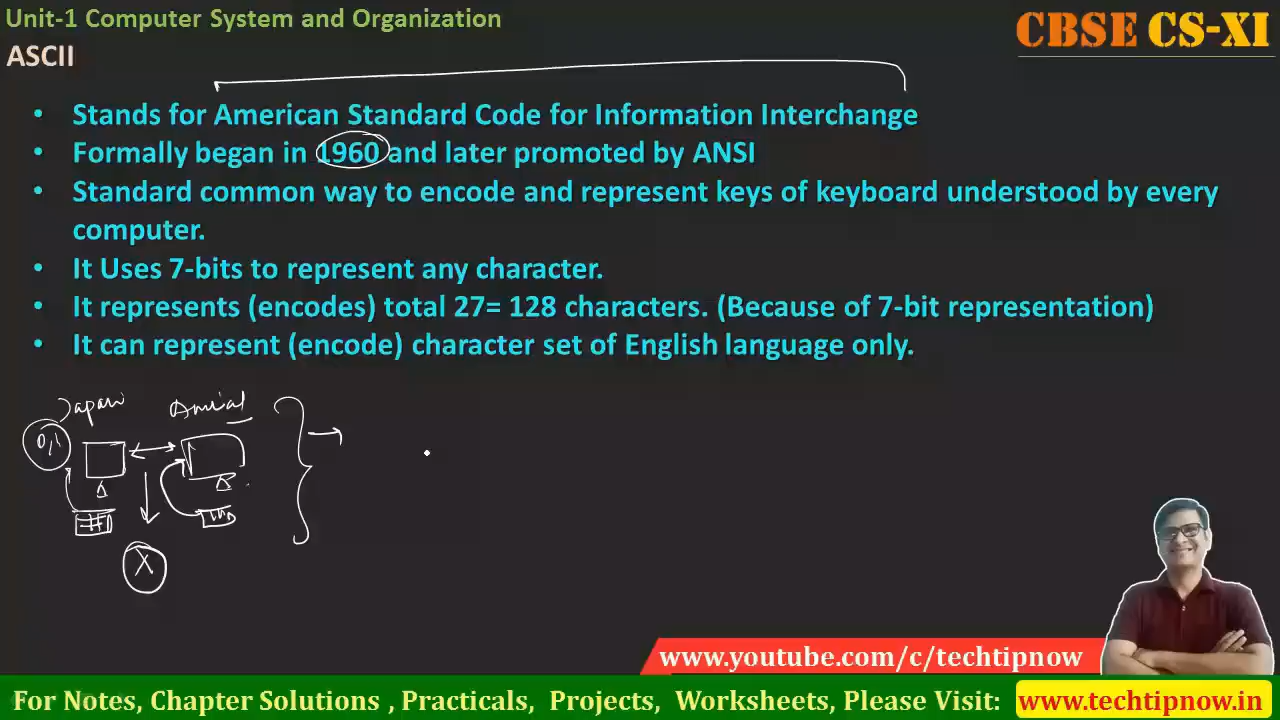 Unit-1 Computer System and Organization
CBSE CS-XI
ASCII
• Stands for American Standard Code for Information Interchange
• Formally began in 1960 and later promoted by ANSI
• Standard common way to encode and represent keys of keyboard understood by every
computer.
• It Uses 7-bits to represent any character.
• It represents (encodes) total 27= 128 characters. (Because of 7-bit representation)
• It can represent (encode) character set of English language only.
Japan
0,1
X
www.youtube.com/c/techtipnow
For Notes, Chapter Solutions , Practicals, Projects, Worksheets, Please Visit: www.techtipnow.in